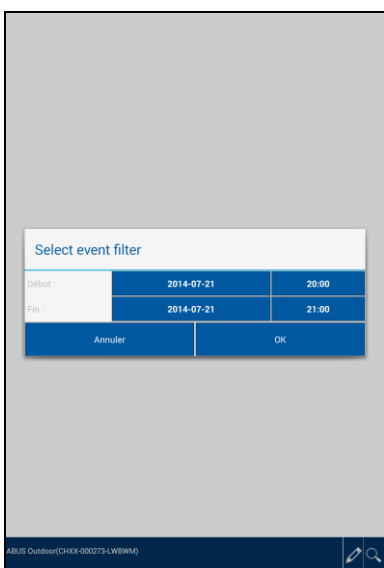 Select event filter
Début : 2014-07-21 20:00
Fin : 2014-07-21 21:00
Annuler OK
ABUS Outdoor(CHXX-000273-LWBWM)